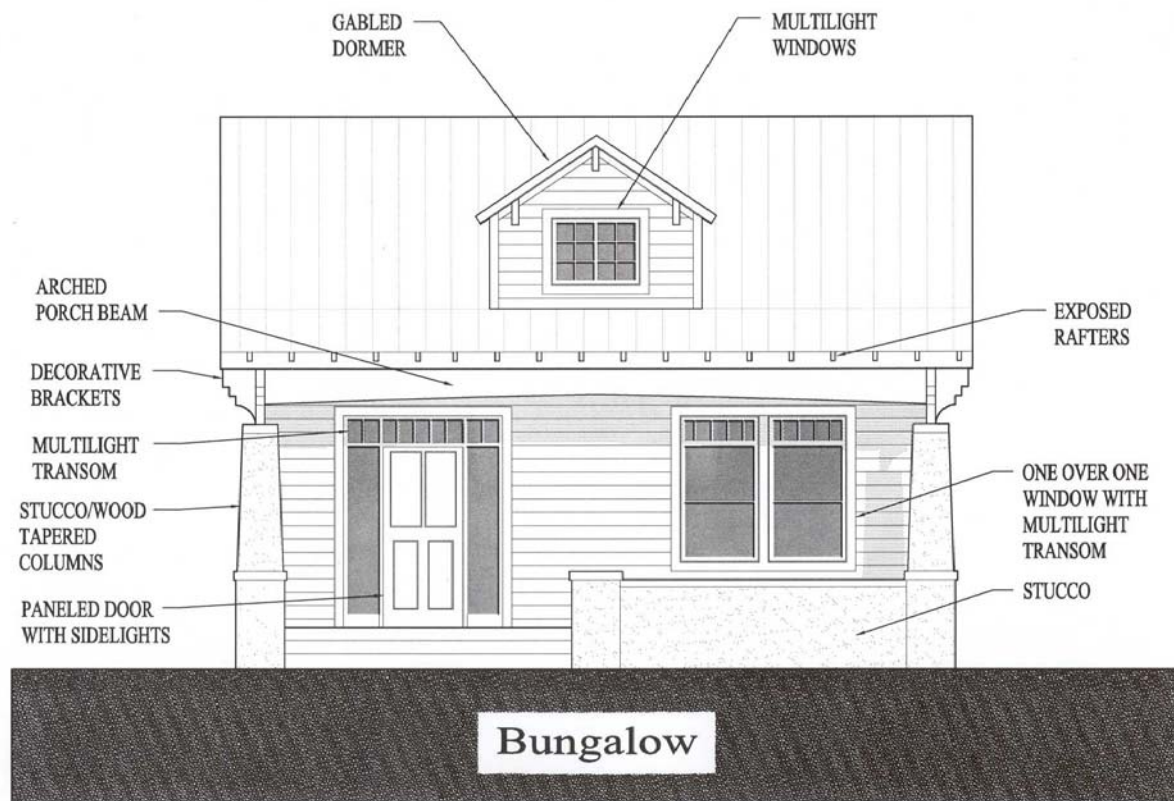 GABLED
DORMER
MULTILIGHT
WINDOWS
ARCHED
PORCH BEAM
EXPOSED
RAFTERS
DECORATIVE
BRACKETS
MULTILIGHT
TRANSOM
ONE OVER ONE
WINDOW WITH
MULTILIGHT
TRANSOM
STUCCO/WOOD
TAPERED
COLUMNS
STUCCO
PANELED DOOR
WITH SIDELIGHTS
Bungalow